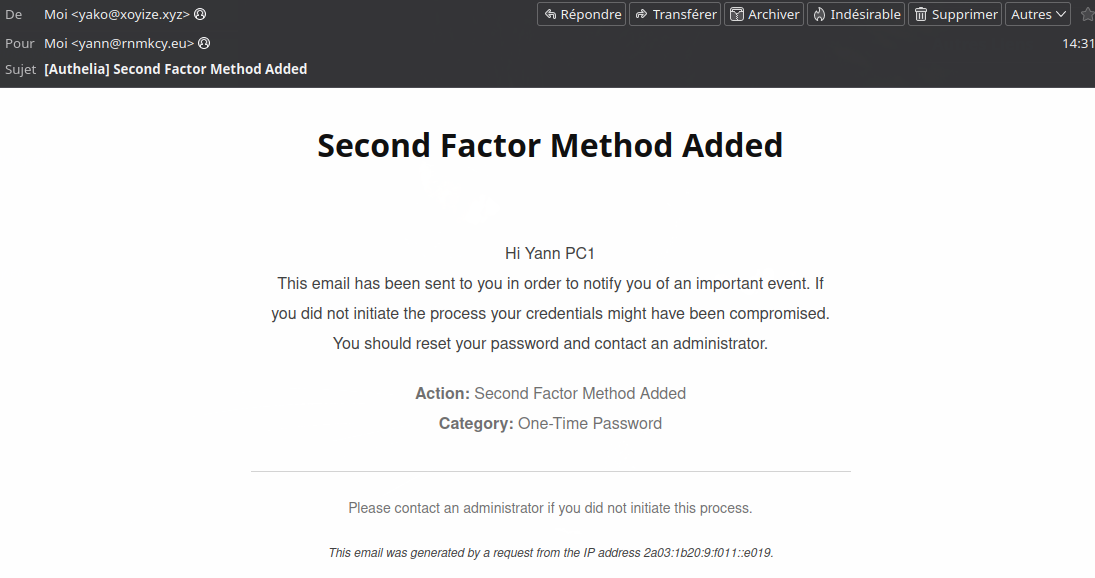 De Moi <yako@xoyize.xyz> Répondre Transférer Archiver Indésirable Supprimer Autres
Pour Moi <yann@rnmkcy.eu> 14:31
Sujet [Authelia] Second Factor Method Added
Second Factor Method Added
Hi Yann PC1
This email has been sent to you in order to notify you of an important event. If
you did not initiate the process your credentials might have been compromised.
You should reset your password and contact an administrator.
Action: Second Factor Method Added
Category: One-Time Password
Please contact an administrator if you did not initiate this process.
This email was generated by a request from the IP address 2a03:1b20:9:f011::e019.